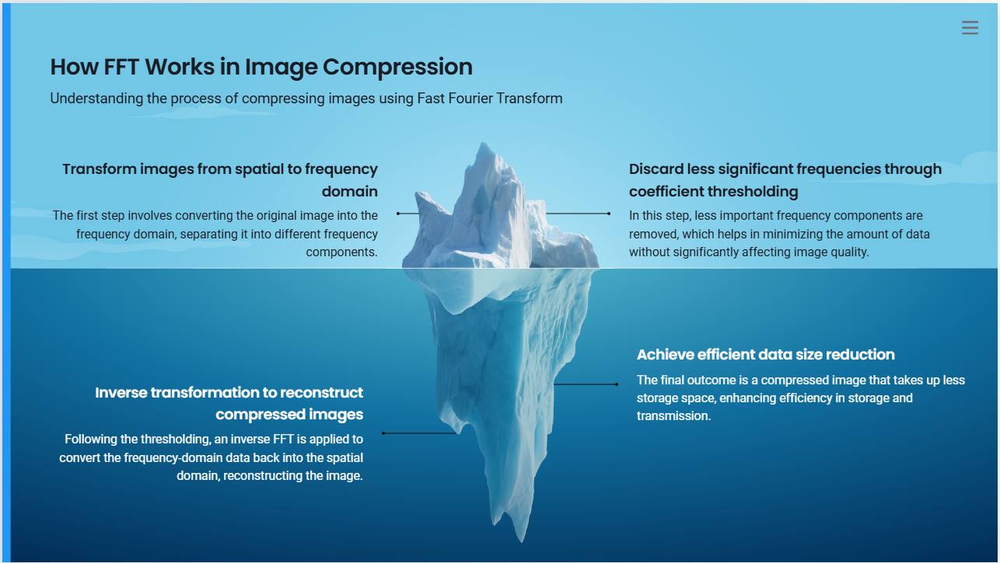 How FFT Works in Image Compression
Understanding the process of compressing images using Fast Fourier Transform
Transform images from spatial to frequency
domain
The first step involves converting the original image into the
frequency domain, separating it into different frequency
components.
Discard less significant frequencies through
coefficient thresholding
In this step, less important frequency components are
removed, which helps in minimizing the amount of data
without significantly affecting image quality.
Inverse transformation to reconstruct
compressed images
Following the thresholding, an inverse FFT is applied to
convert the frequency-domain data back into the spatial
domain, reconstructing the image.
Achieve efficient data size reduction
The final outcome is a compressed image that takes up less
storage space, enhancing efficiency in storage and
transmission.